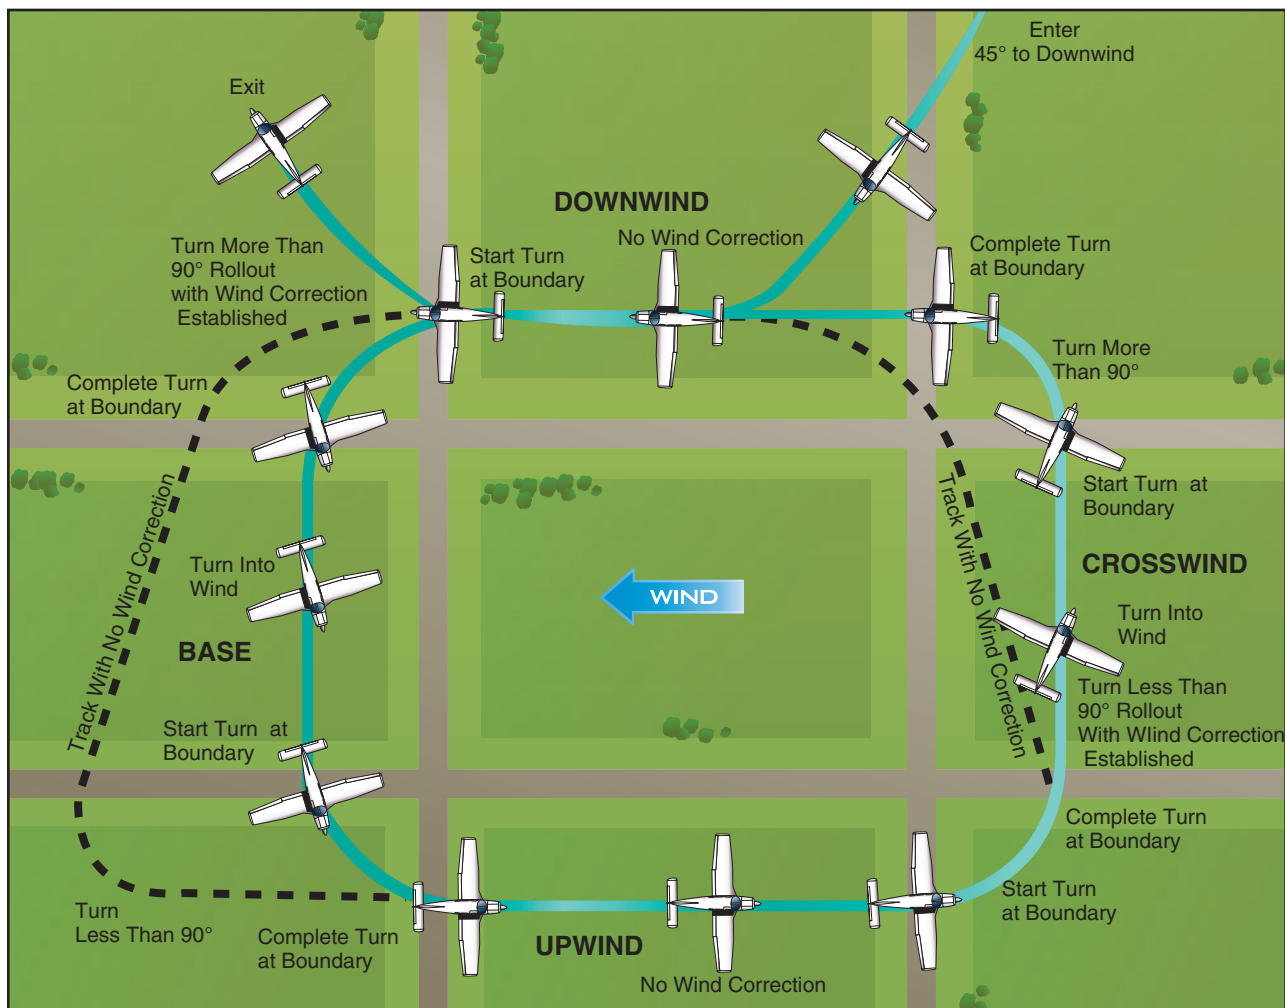 Enter
45° to Downwind
Exit
DOWNWIND
No Wind Correction
Turn More Than
90° Rollout
with Wind Correction
Established
Start Turn
at Boundary
Complete Turn
at Boundary
Turn More
Than 90°
Complete Turn
at Boundary
Track With No Wind Correction
Start Turn at
Boundary
Track With No Wind Correction
CROSSWIND
Turn Into
Wind
WIND
Turn Into
Wind
BASE
Turn Less Than
90° Rollout
With WIind Correction
Established
Start Turn at
Boundary
Complete Turn
at Boundary
Start Turn
at Boundary
Turn
Less Than 90°
Complete Turn
at Boundary
UPWIND
No Wind Correction